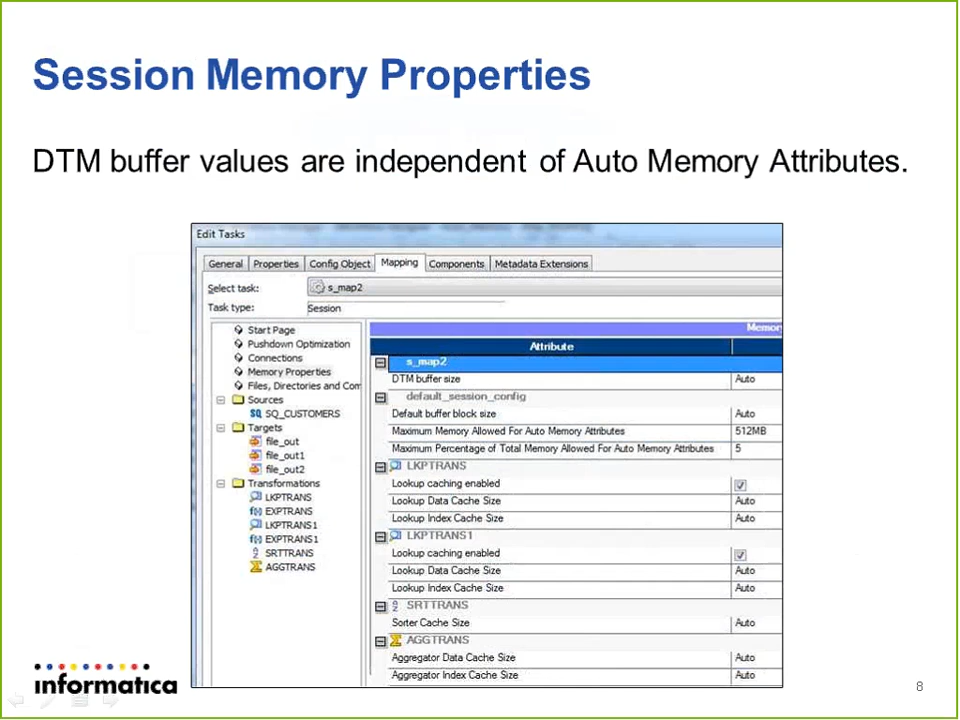 Session Memory Properties
DTM buffer values are independent of Auto Memory Attributes.
Edit Tasks
General Properties Config Object Mapping Components Metadata Extensions
Select task: s_map2
Task type: Session
Start Page
Pushdown Optimization
Connections
Memory Properties
Files, Directories and Com
Sources
SQ_CUSTOMERS
Targets
file_out
file_out1
file_out2
Transformations
LKPTRANS
EXPTRANS
LKPTRANS1
EXPTRANS1
SRTTRANS
AGGTRANS
Memor
Attribute
s_map2
DTM buffer size Auto
default_session_config
Default buffer block size Auto
Maximum Memory Allowed For Auto Memory Attributes 512MB
Maximum Percentage of Total Memory Allowed For Auto Memory Attributes 5
LKPTRANS
Lookup caching enabled
Lookup Data Cache Size Auto
Lookup Index Cache Size Auto
LKPTRANS1
Lookup caching enabled
Lookup Data Cache Size Auto
Lookup Index Cache Size Auto
SRTTRANS
Sorter Cache Size Auto
AGGTRANS
Aggregator Data Cache Size Auto
Aggregator Index Cache Size Auto
informatica
8